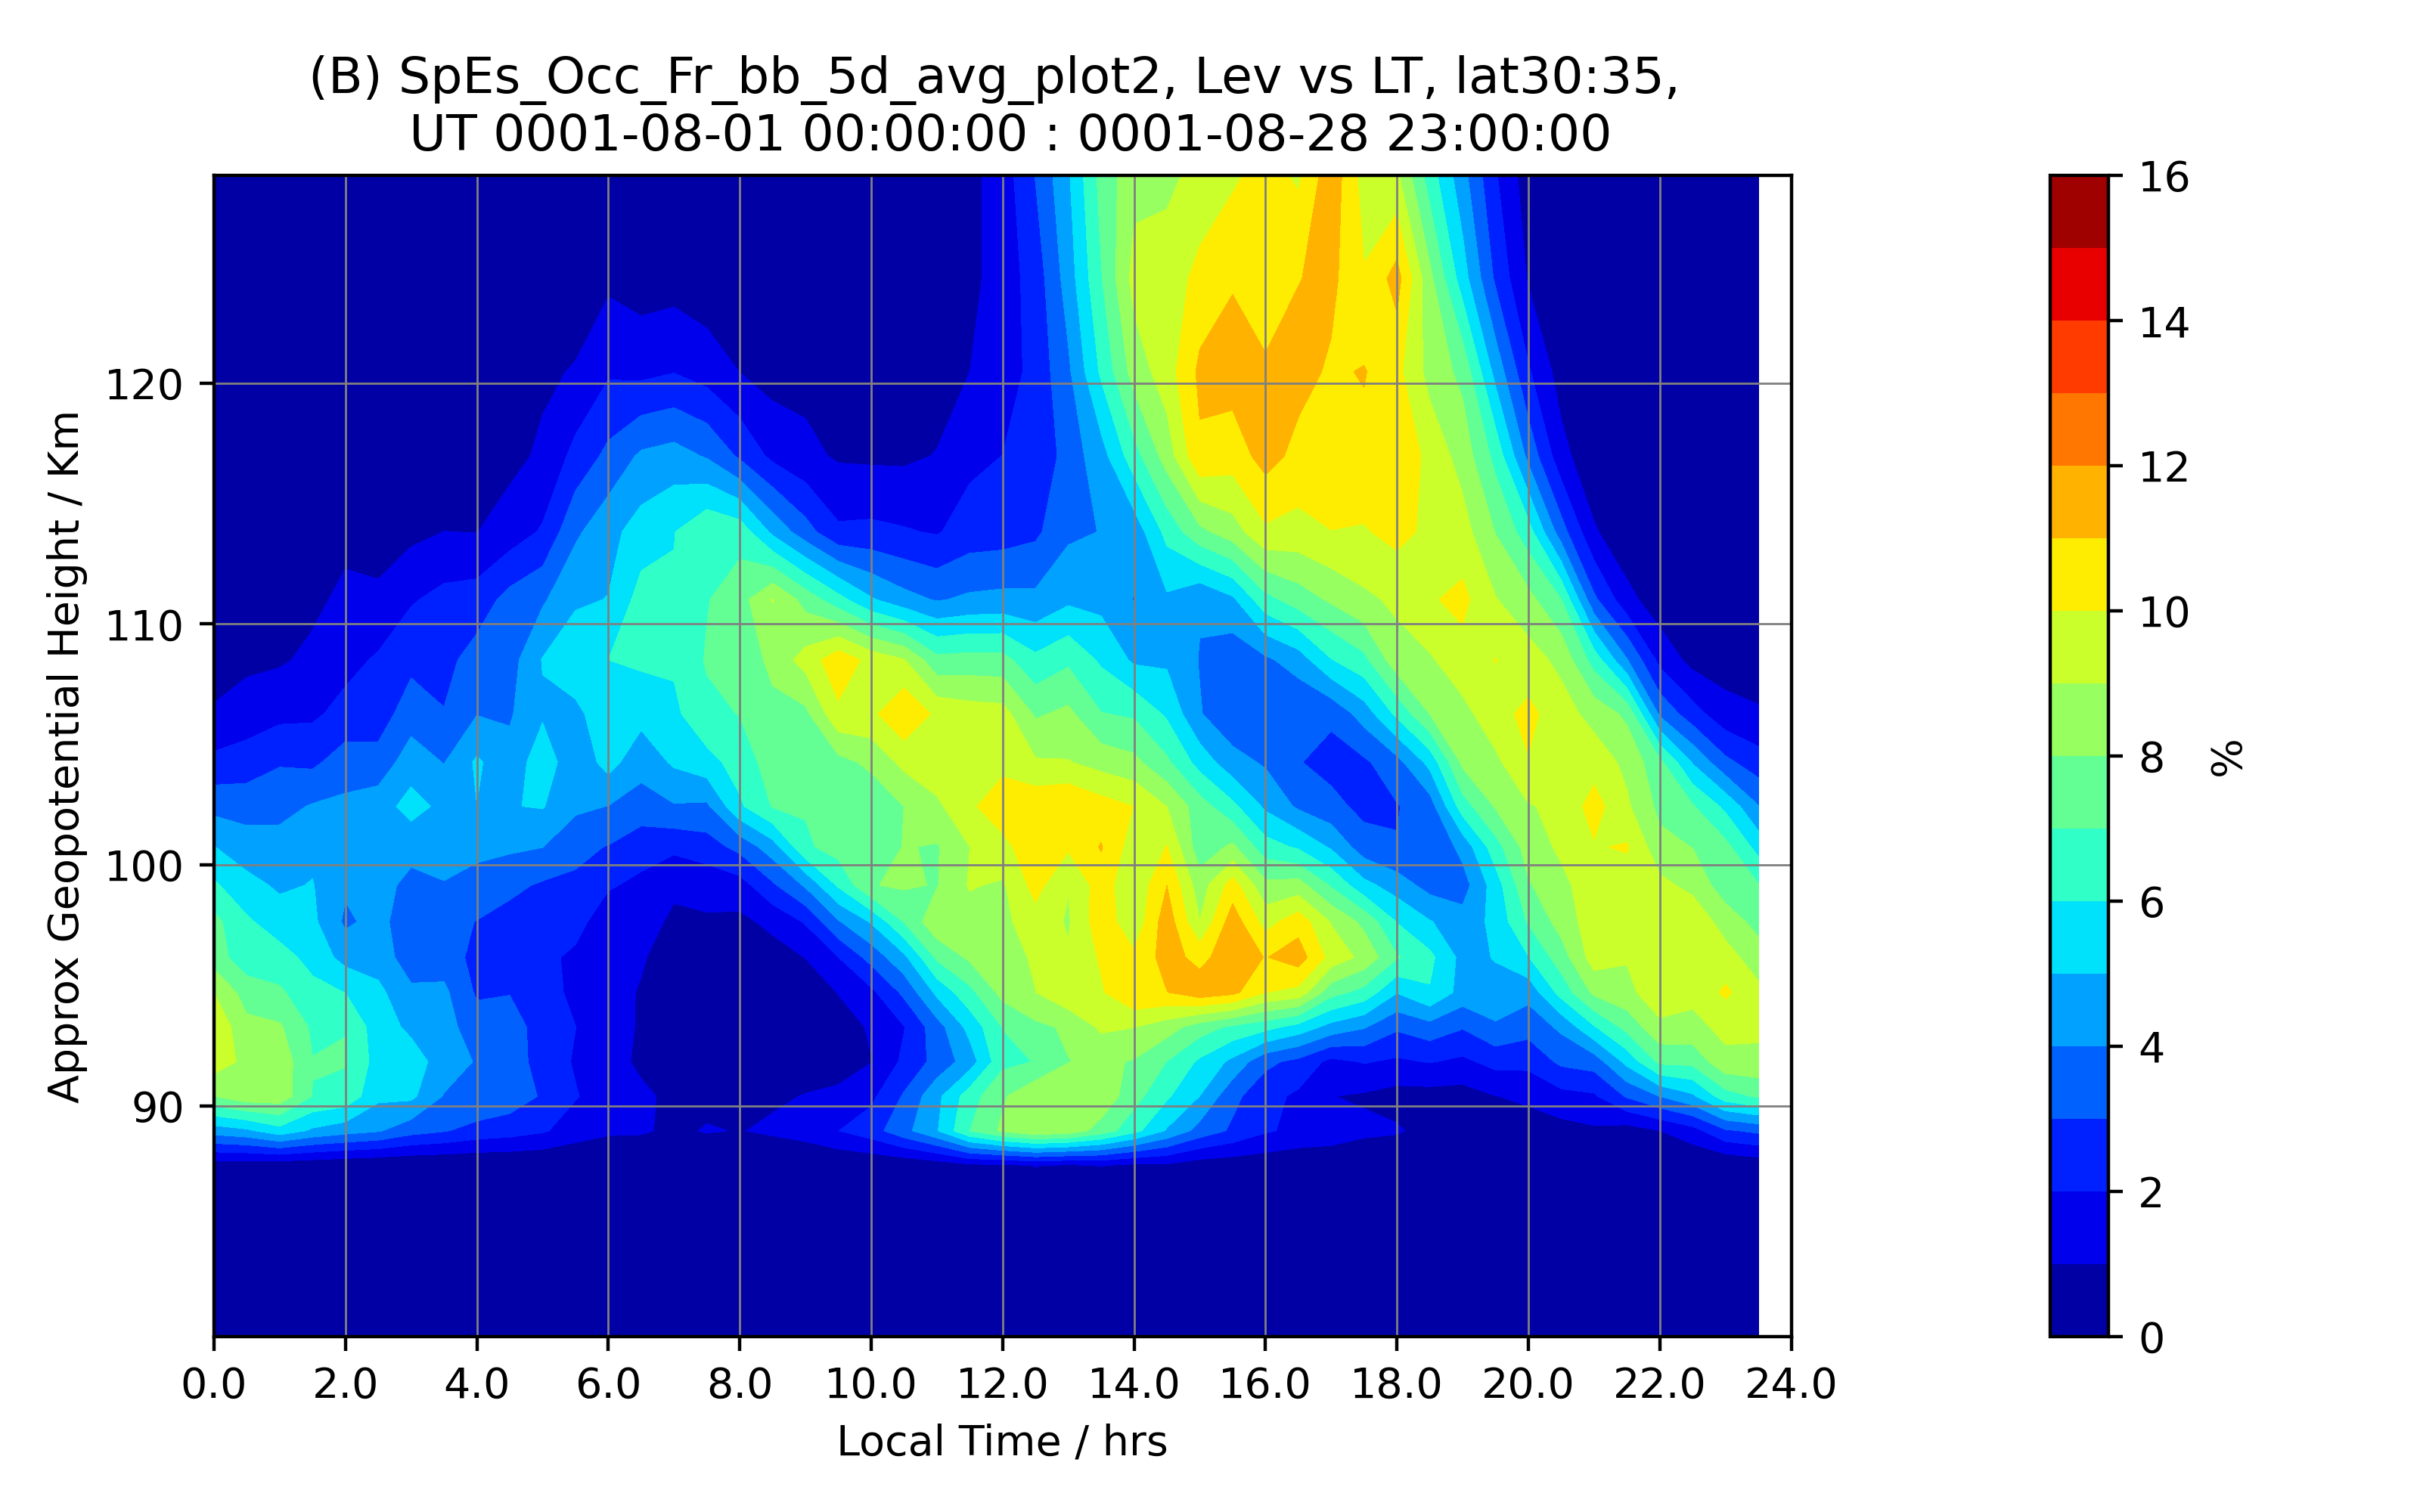 (B) SpEs_Occ_Fr_bb_5d_avg_plot2, Lev vs LT, lat30:35,
UT 0001-08-01 00:00:00 : 0001-08-28 23:00:00
Approx Geopotential Height / Km
120
110
100
90
0.0 2.0 4.0 6.0 8.0 10.0 12.0 14.0 16.0 18.0 20.0 22.0 24.0
Local Time / hrs
16
14
12
10
8
6
4
2
0
%